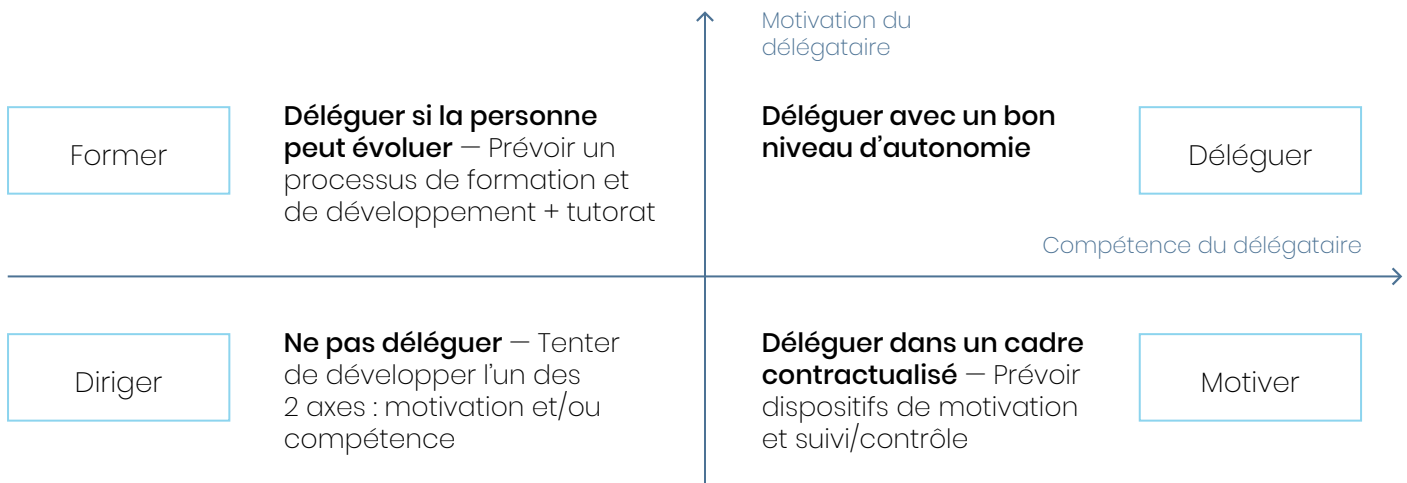 Motivation du
délégataire
Former
Déléguer si la personne
peut évoluer — Prévoir un
processus de formation et
de développement + tutorat
Déléguer avec un bon
niveau d’autonomie
Déléguer
Compétence du délégataire
Diriger
Ne pas déléguer — Tenter
de développer l’un des
2 axes : motivation et/ou
compétence
Déléguer dans un cadre
contractualisé — Prévoir
dispositifs de motivation
et suivi/contrôle
Motiver